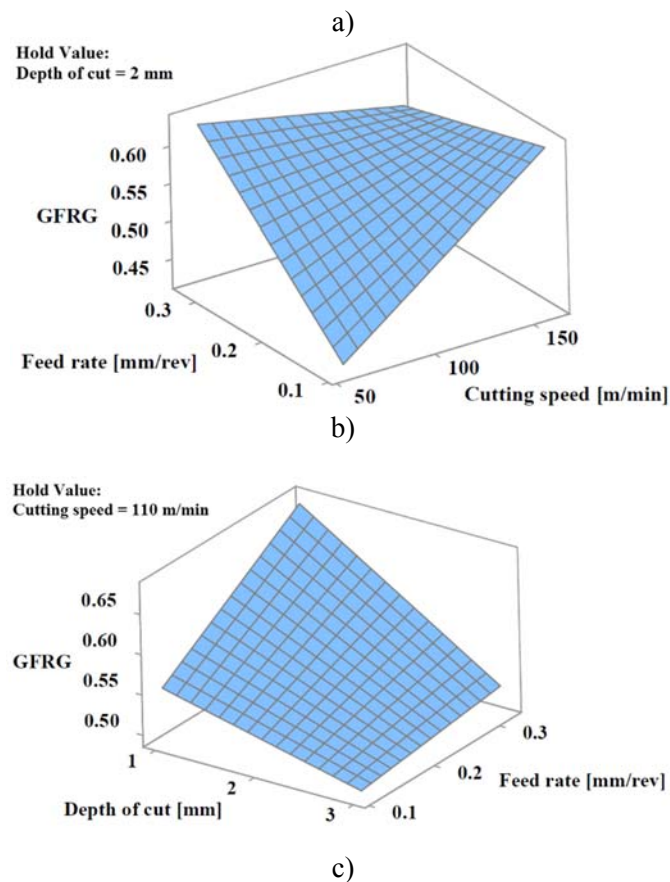 a)
Hold Value:
Depth of cut = 2 mm
0.60
0.55
GFRG
0.50
0.45
0.3
0.2
Feed rate [mm/rev]
0.1
50
100
150
Cutting speed [m/min]
b)
Hold Value:
Cutting speed = 110 m/min
0.65
0.60
GFRG
0.55
0.50
1
2
3
Depth of cut [mm]
0.1
0.2
0.3
Feed rate [mm/rev]
c)